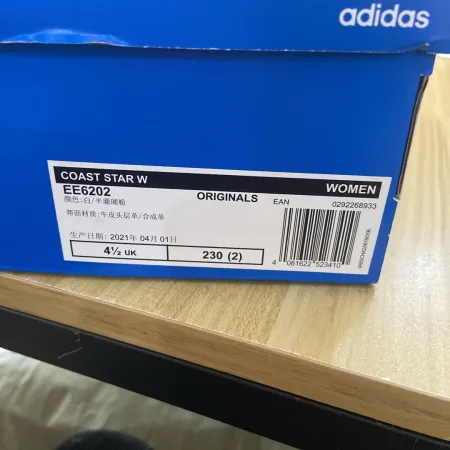 adidas
COAST STAR W WOMEN
EE6202 ORIGINALS EAN 0292268933
颜色: 白/半珊瑚粉
帮面材质: 牛皮头层革/合成革
生产日期: 2021年 04月 01日
4½ UK 230 (2)
4 061622 523410